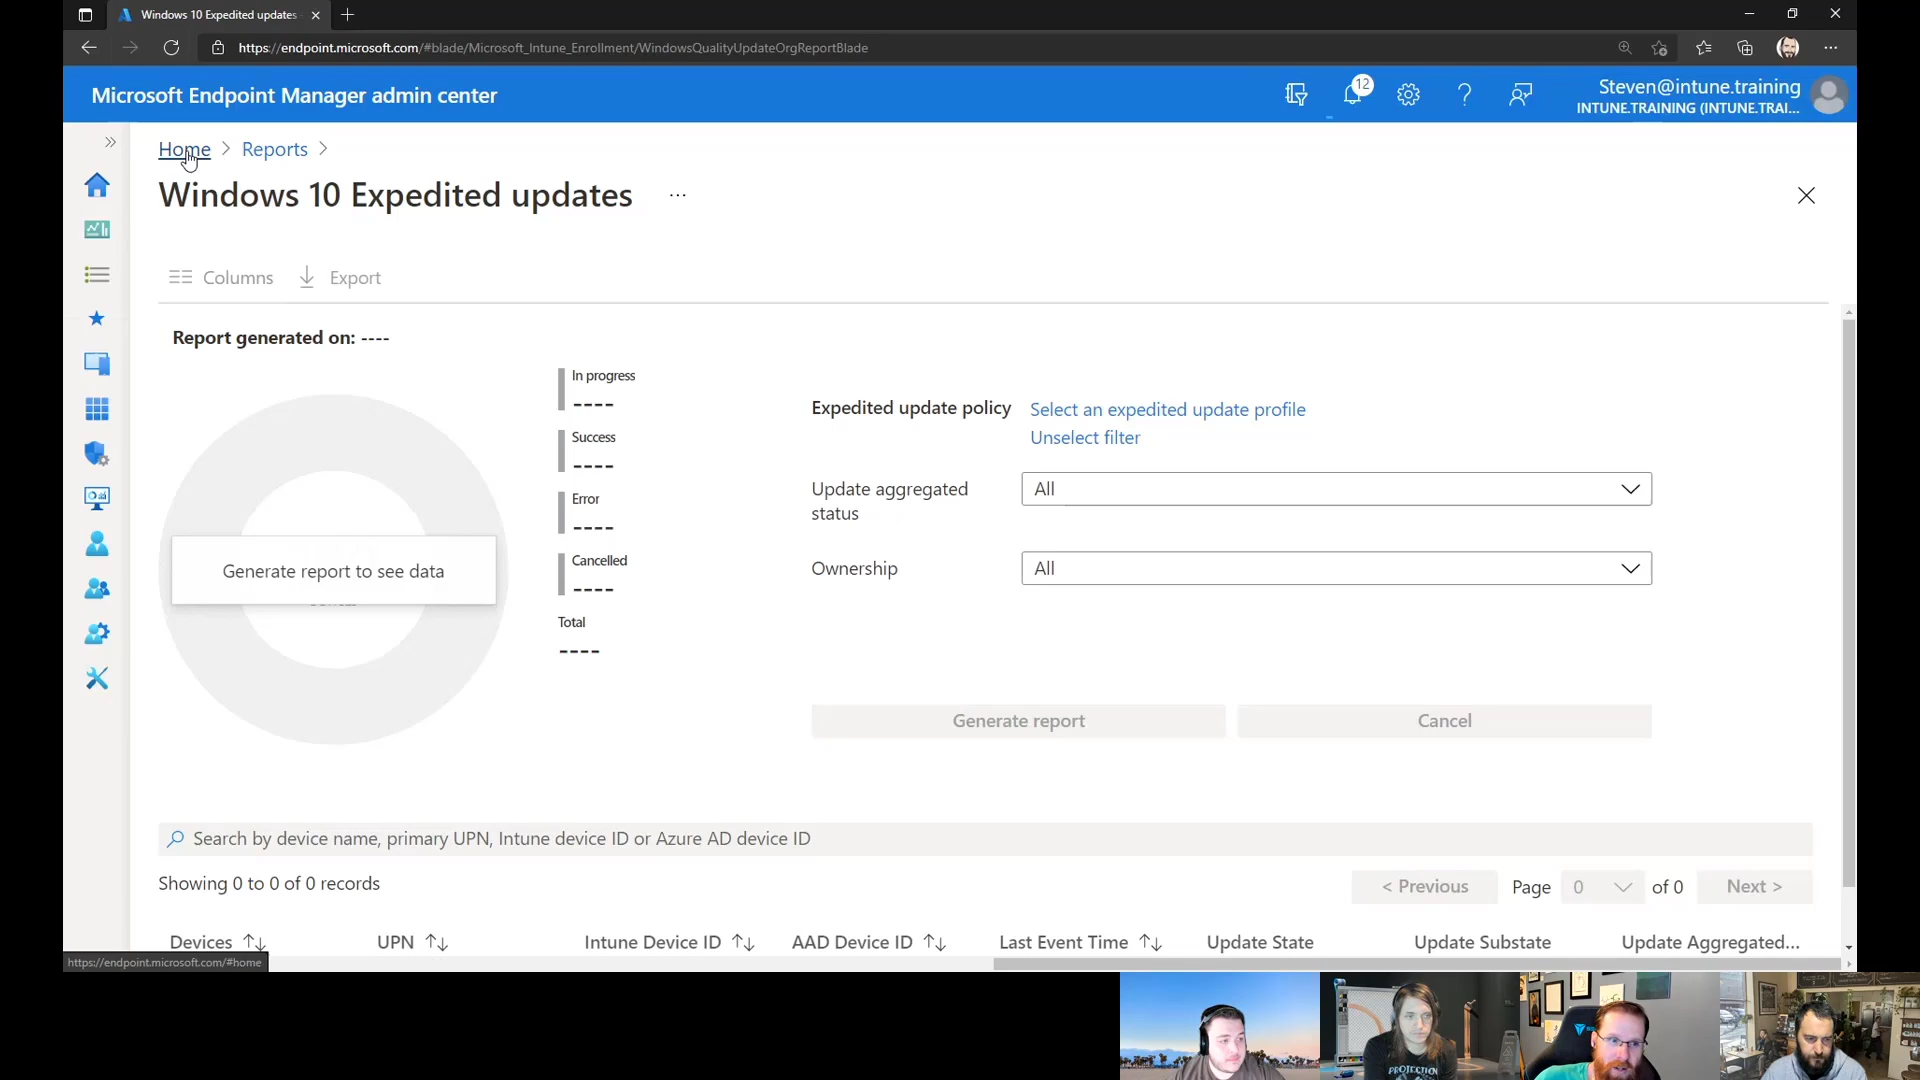 Windows 10 Expedited updates
https://endpoint.microsoft.com/#blade/Microsoft_Intune_Enrollment/WindowsQualityUpdateOrgReportBlade
Microsoft Endpoint Manager admin center
12
Steven@intune.training
INTUNE.TRAINING (INTUNE.TRAI...
Home > Reports >
Windows 10 Expedited updates ...
Columns Export
Report generated on: ----
In progress
----
Success
----
Error
----
Cancelled
----
Total
----
Generate report to see data
Expedited update policy Select an expedited update profile
Unselect filter
Update aggregated
status
All
Ownership All
Generate report Cancel
Search by device name, primary UPN, Intune device ID or Azure AD device ID
Showing 0 to 0 of 0 records
< Previous Page 0 of 0 Next >
Devices UPN Intune Device ID AAD Device ID Last Event Time Update State Update Substate Update Aggregated...
https://endpoint.microsoft.com/#home
PROJECTION